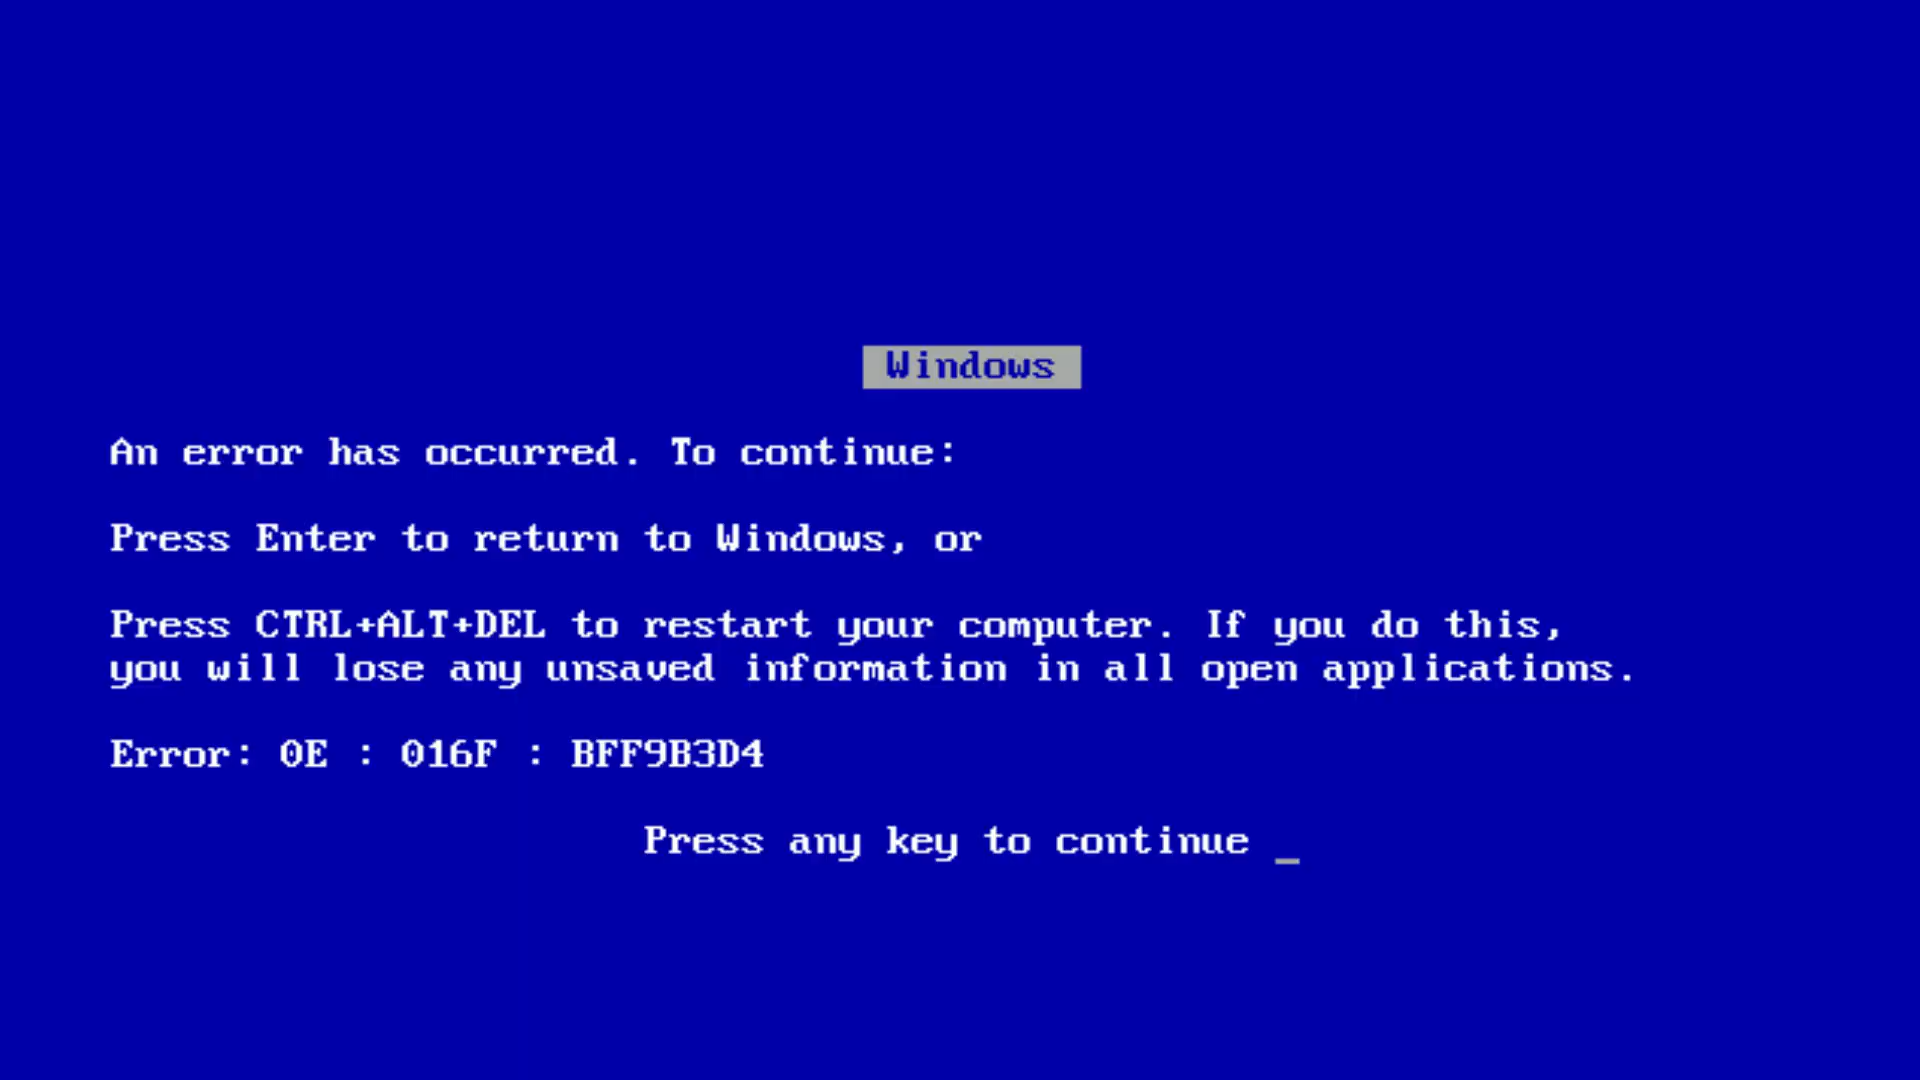 Windows
An error has occurred. To continue:
Press Enter to return to Windows, or
Press CTRL+ALT+DEL to restart your computer. If you do this,
you will lose any unsaved information in all open applications.
Error: 0E : 016F : BFF9B3D4
Press any key to continue _